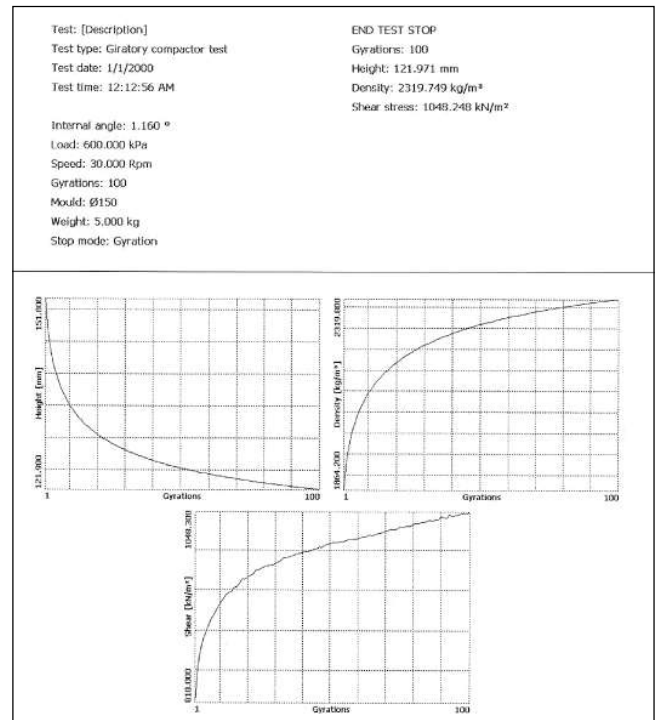 Test: [Description]
Test type: Giratory compactor test
Test date: 1/1/2000
Test time: 12:12:56 AM
Internal angle: 1.160 º
Load: 600.000 kPa
Speed: 30.000 Rpm
Gyrations: 100
Mould: Ø150
Weight: 5.000 kg
Stop mode: Gyration
END TEST STOP
Gyrations: 100
Height: 121.971 mm
Density: 2319.749 kg/m³
Shear stress: 1048.248 kN/m²
151.000
Height [mm]
121.900
1
Gyrations
100
2319.800
Density [kg/m³]
1864.200
1
Gyrations
100
1048.300
Shear [kN/m²]
818.000
1
Gyrations
100